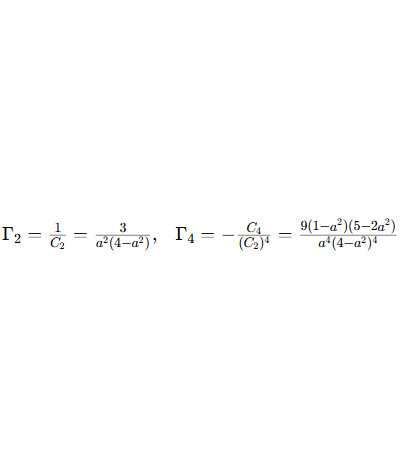 Γ₂ = 1/C₂ = 3/(a²(4−a²)), Γ₄ = −C₄/(C₂)⁴ = 9(1−a²)(5−2a²)/(a⁴(4−a²)⁴)